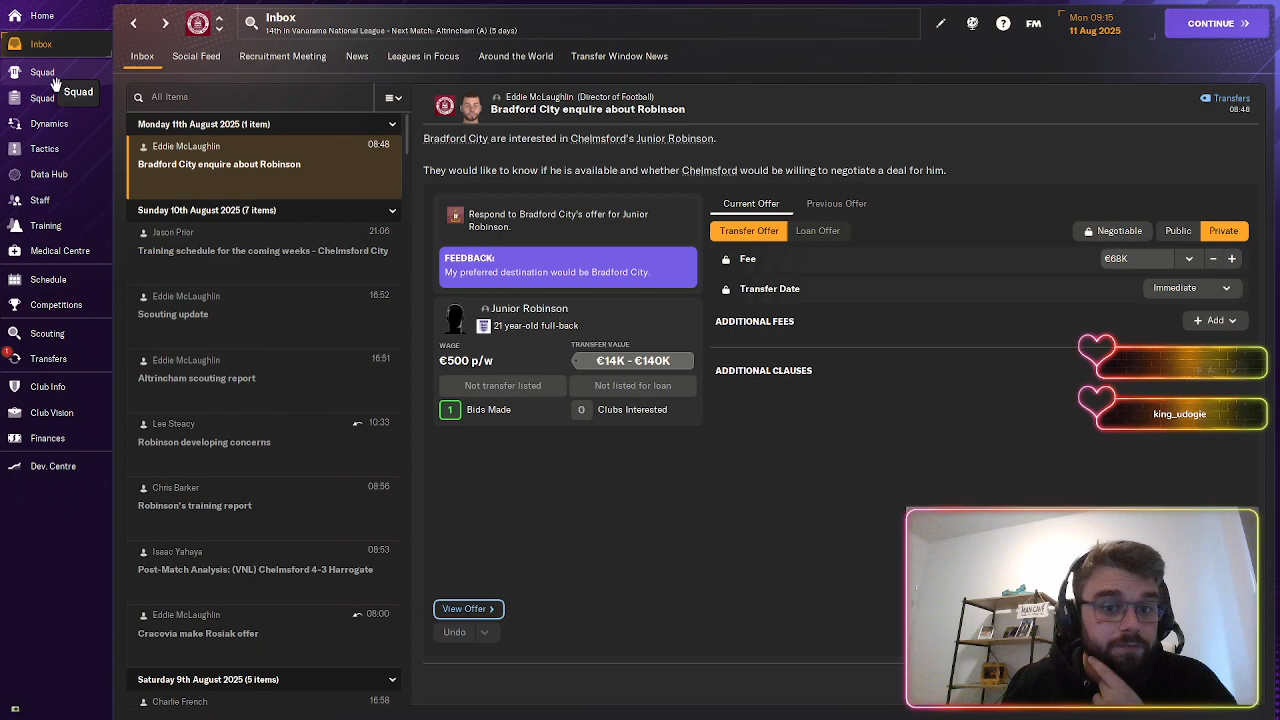 Home
Inbox
Squad
Squad
Squad
Dynamics
Tactics
Data Hub
Staff
Training
Medical Centre
Schedule
Competitions
Scouting
Transfers
Club Info
Club Vision
Finances
Dev. Centre
Inbox
14th in Vanarama National League - Next Match: Altrincham (A) (5 days)
FM
Mon 09:15
11 Aug 2025
CONTINUE
Inbox Social Feed Recruitment Meeting News Leagues in Focus Around the World Transfer Window News
All Items
Monday 11th August 2025 (1 item)
Eddie McLaughlin 08:48
Bradford City enquire about Robinson
Sunday 10th August 2025 (7 items)
Jason Prior 21:06
Training schedule for the coming weeks - Chelmsford City
Eddie McLaughlin 16:52
Scouting update
Eddie McLaughlin 16:51
Altrincham scouting report
Lee Steacy 10:33
Robinson developing concerns
Chris Barker 08:56
Robinson's training report
Isaac Yahaya 08:53
Post-Match Analysis: (VNL) Chelmsford 4-3 Harrogate
Eddie McLaughlin 08:00
Cracovia make Rosiak offer
Saturday 9th August 2025 (5 items)
Charlie French 16:58
Eddie McLaughlin (Director of Football)
Bradford City enquire about Robinson
Transfers
08:48
Bradford City are interested in Chelmsford's Junior Robinson.
They would like to know if he is available and whether Chelmsford would be willing to negotiate a deal for him.
Respond to Bradford City's offer for Junior
Robinson.
FEEDBACK:
My preferred destination would be Bradford City.
Junior Robinson
21 year-old full-back
WAGE
€500 p/w
TRANSFER VALUE
€14K - €140K
Not transfer listed
Not listed for loan
1 Bids Made
0 Clubs Interested
Current Offer Previous Offer
Transfer Offer Loan Offer
Negotiable Public Private
Fee €68K
Transfer Date Immediate
ADDITIONAL FEES
Add
ADDITIONAL CLAUSES
king_udogie
View Offer
Undo
MAN CAVE